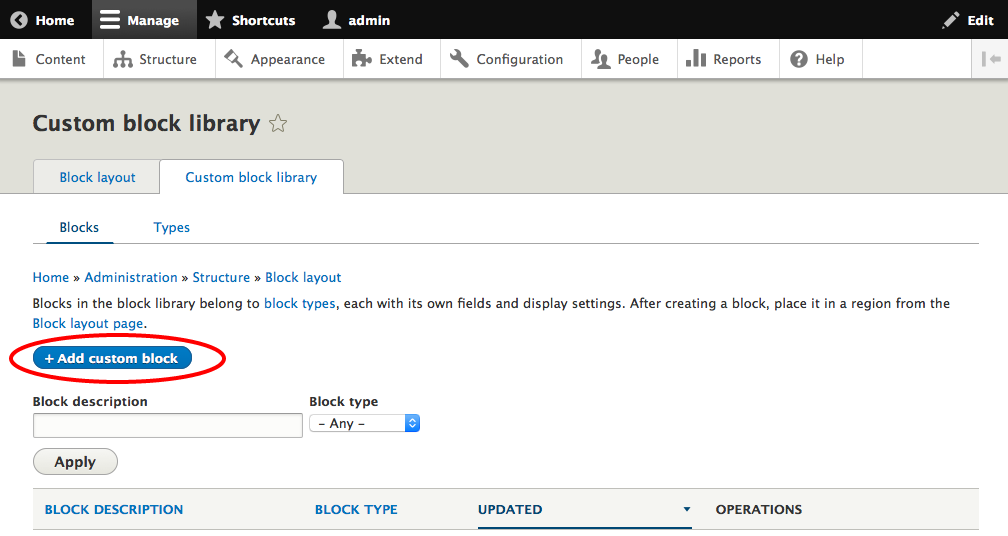 Home Manage Shortcuts admin Edit
Content Structure Appearance Extend Configuration People Reports Help
Custom block library
Block layout Custom block library
Blocks Types
Home » Administration » Structure » Block layout
Blocks in the block library belong to block types, each with its own fields and display settings. After creating a block, place it in a region from the
Block layout page.
+ Add custom block
Block description Block type
- Any -
Apply
BLOCK DESCRIPTION BLOCK TYPE UPDATED OPERATIONS